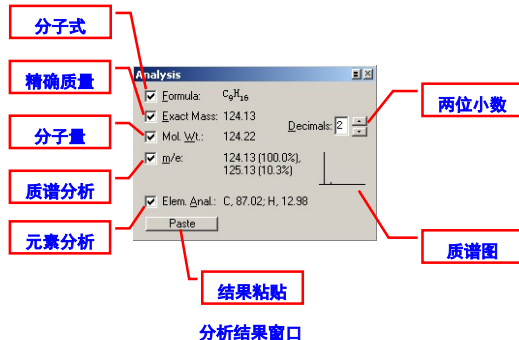 分子式
精确质量
分子量
质谱分析
元素分析
Analysis
Formula: C₉H₁₆
Exact Mass: 124.13
Mol. Wt.: 124.22
m/e: 124.13 (100.0%),
125.13 (10.3%)
Elem. Anal.: C, 87.02; H, 12.98
Paste
Decimals: 2
两位小数
质谱图
结果粘贴
分析结果窗口